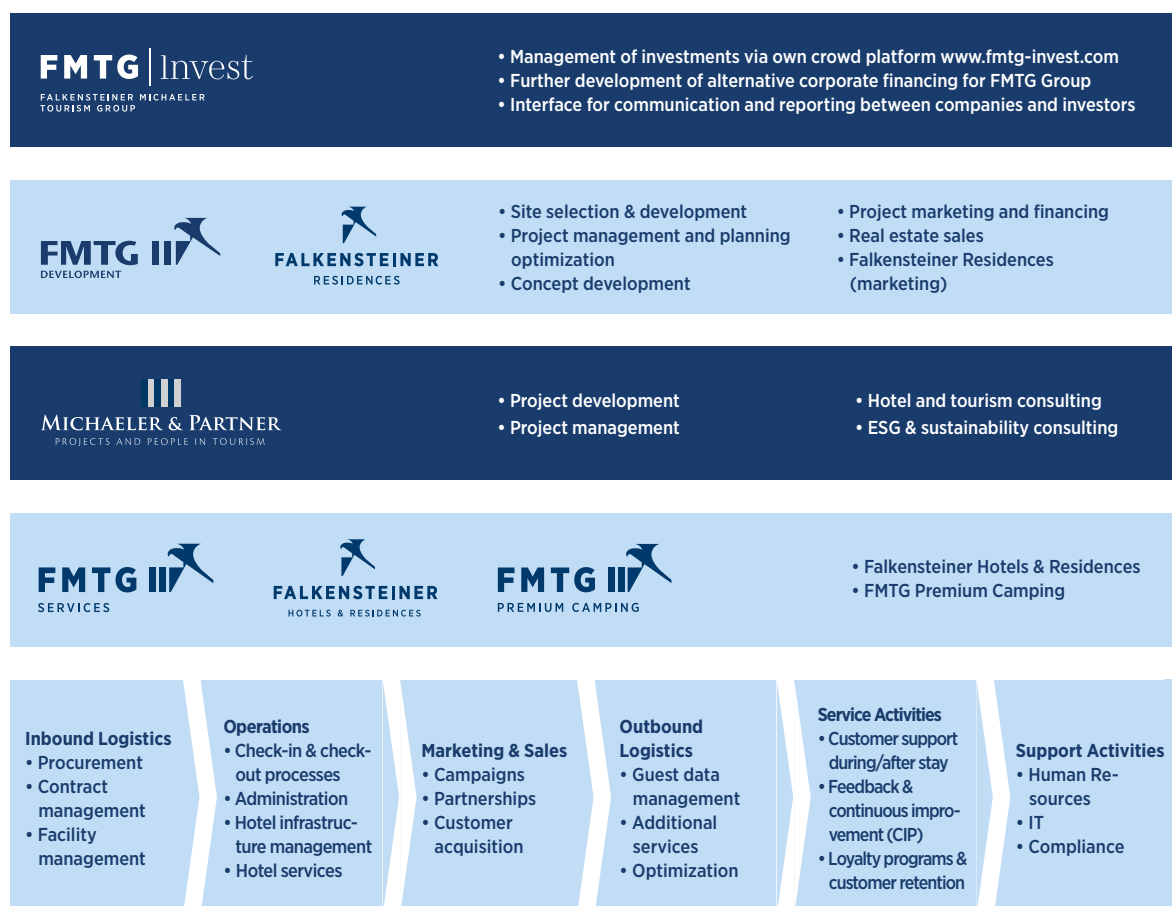 FMTG | Invest
FALKENSTEINER MICHAELER
TOURISM GROUP
• Management of investments via own crowd platform www.fmtg-invest.com
• Further development of alternative corporate financing for FMTG Group
• Interface for communication and reporting between companies and investors
FMTG
DEVELOPMENT
FALKENSTEINER
RESIDENCES
• Site selection & development
• Project management and planning
optimization
• Concept development
• Project marketing and financing
• Real estate sales
• Falkensteiner Residences
(marketing)
MICHAELER & PARTNER
PROJECTS AND PEOPLE IN TOURISM
• Project development
• Project management
• Hotel and tourism consulting
• ESG & sustainability consulting
FMTG
SERVICES
FALKENSTEINER
HOTELS & RESIDENCES
FMTG
PREMIUM CAMPING
• Falkensteiner Hotels & Residences
• FMTG Premium Camping
Inbound Logistics
• Procurement
• Contract
management
• Facility
management
Operations
• Check-in & check-
out processes
• Administration
• Hotel infrastruc-
ture management
• Hotel services
Marketing & Sales
• Campaigns
• Partnerships
• Customer
acquisition
Outbound
Logistics
• Guest data
management
• Additional
services
• Optimization
Service Activities
• Customer support
during/after stay
• Feedback &
continuous impro-
vement (CIP)
• Loyalty programs &
customer retention
Support Activities
• Human Re-
sources
• IT
• Compliance